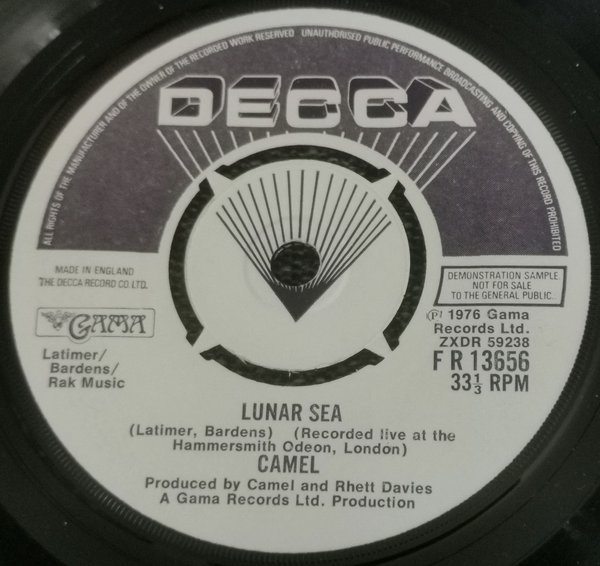 ALL RIGHTS OF THE MANUFACTURER AND OF THE OWNER OF THE RECORDED WORK RESERVED UNAUTHORISED PUBLIC PERFORMANCE BROADCASTING AND COPYING OF THIS RECORD PROHIBITED
DECCA
MADE IN ENGLAND
THE DECCA RECORD CO. LTD.
DEMONSTRATION SAMPLE
NOT FOR SALE
TO THE GENERAL PUBLIC
GAMA
Latimer/
Bardens/
Rak Music
℗ 1976 Gama
Records Ltd.
ZXDR 59238
F R 13656
33⅓ RPM
LUNAR SEA
(Latimer, Bardens) (Recorded live at the
Hammersmith Odeon, London)
CAMEL
Produced by Camel and Rhett Davies
A Gama Records Ltd. Production